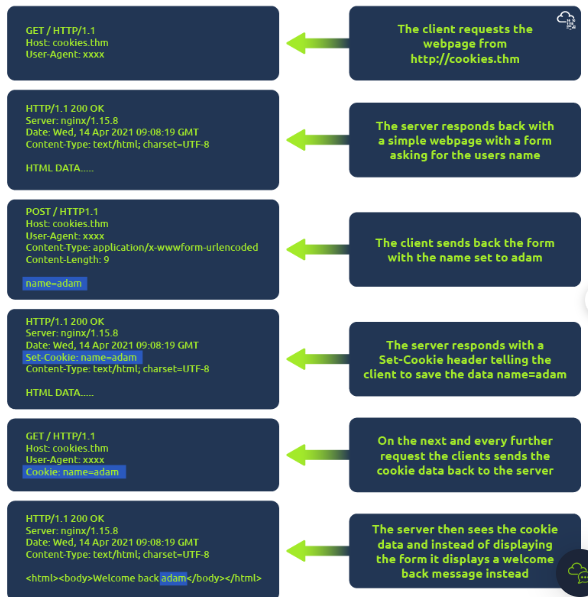 GET / HTTP/1.1
Host: cookies.thm
User-Agent: xxxx
The client requests the
webpage from
http://cookies.thm
HTTP/1.1 200 OK
Server: nginx/1.15.8
Date: Wed, 14 Apr 2021 09:08:19 GMT
Content-Type: text/html; charset=UTF-8
HTML DATA.....
The server responds back with
a simple webpage with a form
asking for the users name
POST / HTTP1.1
Host: cookies.thm
User-Agent: xxxx
Content-Type: application/x-wwwform-urlencoded
Content-Length: 9
name=adam
The client sends back the form
with the name set to adam
HTTP/1.1 200 OK
Server: nginx/1.15.8
Date: Wed, 14 Apr 2021 09:08:19 GMT
Set-Cookie: name=adam
Content-Type: text/html; charset=UTF-8
HTML DATA.....
The server responds with a
Set-Cookie header telling the
client to save the data name=adam
GET / HTTP/1.1
Host: cookies.thm
User-Agent: xxxx
Cookie: name=adam
On the next and every further
request the clients sends the
cookie data back to the server
HTTP/1.1 200 OK
Server: nginx/1.15.8
Date: Wed, 14 Apr 2021 09:08:19 GMT
Content-Type: text/html; charset=UTF-8
<html><body>Welcome back adam</body></html>
The server then sees the cookie
data and instead of displaying
the form it displays a welcome
back message instead